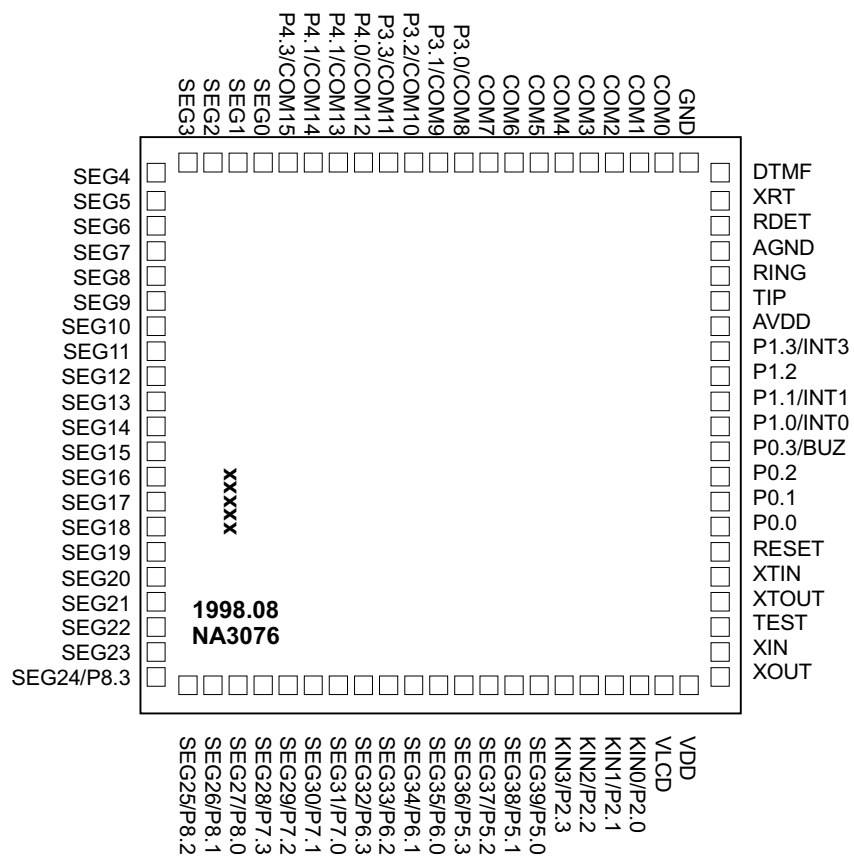 SEG3
SEG2
SEG1
SEG0
P4.3/COM15
P4.1/COM14
P4.1/COM13
P4.0/COM12
P3.3/COM11
P3.2/COM10
P3.1/COM9
P3.0/COM8
COM7
COM6
COM5
COM4
COM3
COM2
COM1
COM0
GND
SEG4
SEG5
SEG6
SEG7
SEG8
SEG9
SEG10
SEG11
SEG12
SEG13
SEG14
SEG15
SEG16
SEG17
SEG18
SEG19
SEG20
SEG21
SEG22
SEG23
SEG24/P8.3
xxxxxx
1998.08
NA3076
DTMF
XRT
RDET
AGND
RING
TIP
AVDD
P1.3/INT3
P1.2
P1.1/INT1
P1.0/INT0
P0.3/BUZ
P0.2
P0.1
P0.0
RESET
XTIN
XTOUT
TEST
XIN
XOUT
SEG25/P8.2
SEG26/P8.1
SEG27/P8.0
SEG28/P7.3
SEG29/P7.2
SEG30/P7.1
SEG31/P7.0
SEG32/P6.3
SEG33/P6.2
SEG34/P6.1
SEG35/P6.0
SEG36/P5.3
SEG37/P5.2
SEG38/P5.1
SEG39/P5.0
KIN3/P2.3
KIN2/P2.2
KIN1/P2.1
KIN0/P2.0
VLCD
VDD